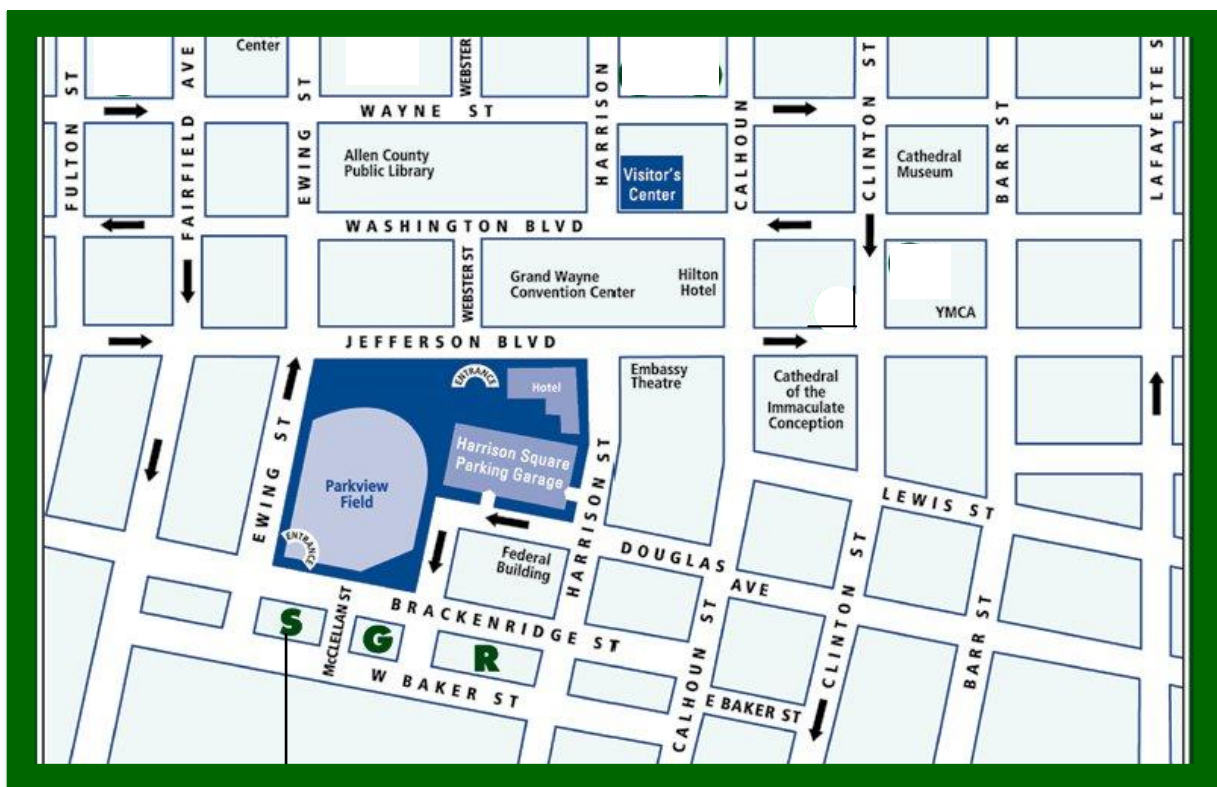 Center
WEBSTER
FULTON ST
FAIRFIELD AVE
EWING ST
HARRISON
CALHOUN
CLINTON ST
BARR ST
LAFAYETTE S
WAYNE ST
Allen County
Public Library
Visitor's
Center
Cathedral
Museum
WASHINGTON BLVD
WEBSTER ST
Grand Wayne
Convention Center
Hilton
Hotel
YMCA
JEFFERSON BLVD
ENTRANCE
Hotel
Embassy
Theatre
Cathedral
of the
Immaculate
Conception
EWING ST
Harrison Square
Parking Garage
Parkview
Field
HARRISON ST
LEWIS ST
ENTRANCE
Federal
Building
DOUGLAS AVE
CLINTON ST
BRACKENRIDGE ST
McCLELLAN ST
S
G
R
CALHOUN ST
BARR ST
W BAKER ST
E BAKER ST